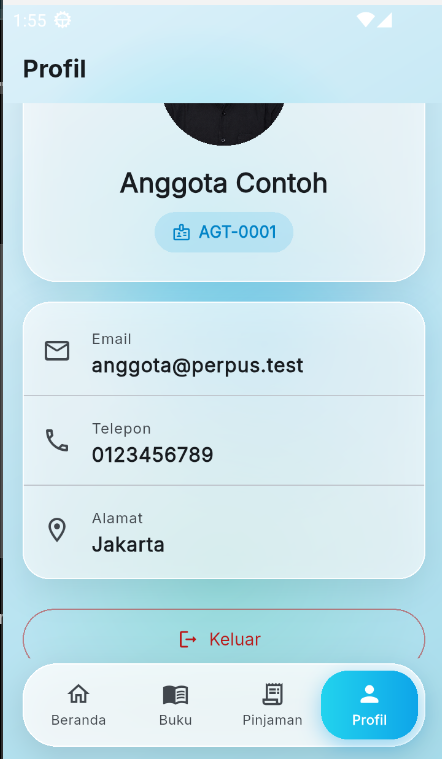 1:55
Profil
Anggota Contoh
AGT-0001
Email
anggota@perpus.test
Telepon
0123456789
Alamat
Jakarta
Keluar
Beranda
Buku
Pinjaman
Profil